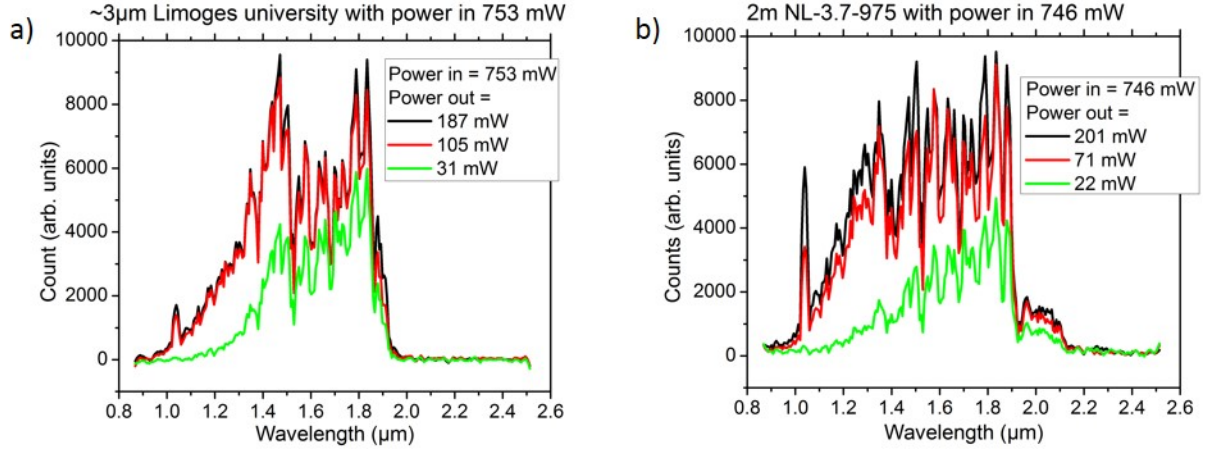 a)
~3μm Limoges university with power in 753 mW
10000
8000
6000
4000
2000
0
Count (arb. units)
Power in = 753 mW
Power out =
187 mW
105 mW
31 mW
0.8 1.0 1.2 1.4 1.6 1.8 2.0 2.2 2.4 2.6
Wavelength (μm)
b)
2m NL-3.7-975 with power in 746 mW
10000
8000
6000
4000
2000
0
Counts (arb. units)
Power in = 746 mW
Power out =
201 mW
71 mW
22 mW
0.8 1.0 1.2 1.4 1.6 1.8 2.0 2.2 2.4 2.6
Wavelength (μm)